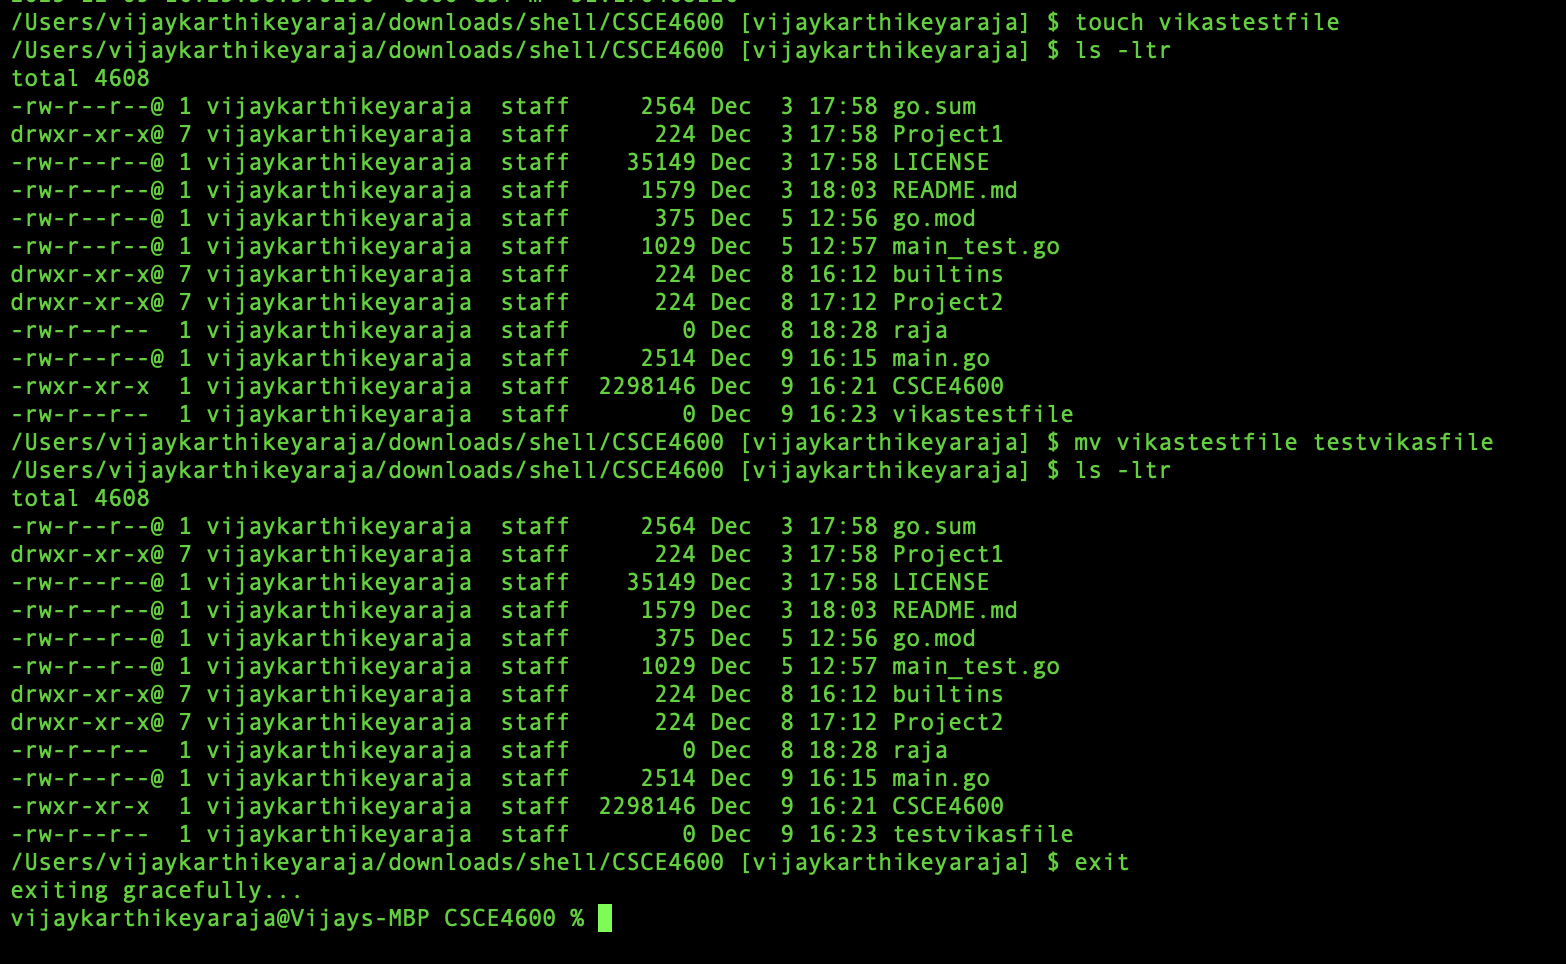 /Users/vijaykarthikeyaraja/downloads/shell/CSCE4600 [vijaykarthikeyaraja] $ touch vikastestfile
/Users/vijaykarthikeyaraja/downloads/shell/CSCE4600 [vijaykarthikeyaraja] $ ls -ltr
total 4608
-rw-r--r--@ 1 vijaykarthikeyaraja  staff     2564 Dec  3 17:58 go.sum
drwxr-xr-x@ 7 vijaykarthikeyaraja  staff      224 Dec  3 17:58 Project1
-rw-r--r--@ 1 vijaykarthikeyaraja  staff    35149 Dec  3 17:58 LICENSE
-rw-r--r--@ 1 vijaykarthikeyaraja  staff     1579 Dec  3 18:03 README.md
-rw-r--r--@ 1 vijaykarthikeyaraja  staff      375 Dec  5 12:56 go.mod
-rw-r--r--@ 1 vijaykarthikeyaraja  staff     1029 Dec  5 12:57 main_test.go
drwxr-xr-x@ 7 vijaykarthikeyaraja  staff      224 Dec  8 16:12 builtins
drwxr-xr-x@ 7 vijaykarthikeyaraja  staff      224 Dec  8 17:12 Project2
-rw-r--r--  1 vijaykarthikeyaraja  staff        0 Dec  8 18:28 raja
-rw-r--r--@ 1 vijaykarthikeyaraja  staff     2514 Dec  9 16:15 main.go
-rwxr-xr-x  1 vijaykarthikeyaraja  staff  2298146 Dec  9 16:21 CSCE4600
-rw-r--r--  1 vijaykarthikeyaraja  staff        0 Dec  9 16:23 vikastestfile
/Users/vijaykarthikeyaraja/downloads/shell/CSCE4600 [vijaykarthikeyaraja] $ mv vikastestfile testvikasfile
/Users/vijaykarthikeyaraja/downloads/shell/CSCE4600 [vijaykarthikeyaraja] $ ls -ltr
total 4608
-rw-r--r--@ 1 vijaykarthikeyaraja  staff     2564 Dec  3 17:58 go.sum
drwxr-xr-x@ 7 vijaykarthikeyaraja  staff      224 Dec  3 17:58 Project1
-rw-r--r--@ 1 vijaykarthikeyaraja  staff    35149 Dec  3 17:58 LICENSE
-rw-r--r--@ 1 vijaykarthikeyaraja  staff     1579 Dec  3 18:03 README.md
-rw-r--r--@ 1 vijaykarthikeyaraja  staff      375 Dec  5 12:56 go.mod
-rw-r--r--@ 1 vijaykarthikeyaraja  staff     1029 Dec  5 12:57 main_test.go
drwxr-xr-x@ 7 vijaykarthikeyaraja  staff      224 Dec  8 16:12 builtins
drwxr-xr-x@ 7 vijaykarthikeyaraja  staff      224 Dec  8 17:12 Project2
-rw-r--r--  1 vijaykarthikeyaraja  staff        0 Dec  8 18:28 raja
-rw-r--r--@ 1 vijaykarthikeyaraja  staff     2514 Dec  9 16:15 main.go
-rwxr-xr-x  1 vijaykarthikeyaraja  staff  2298146 Dec  9 16:21 CSCE4600
-rw-r--r--  1 vijaykarthikeyaraja  staff        0 Dec  9 16:23 testvikasfile
/Users/vijaykarthikeyaraja/downloads/shell/CSCE4600 [vijaykarthikeyaraja] $ exit
exiting gracefully...
vijaykarthikeyaraja@Vijays-MBP CSCE4600 %